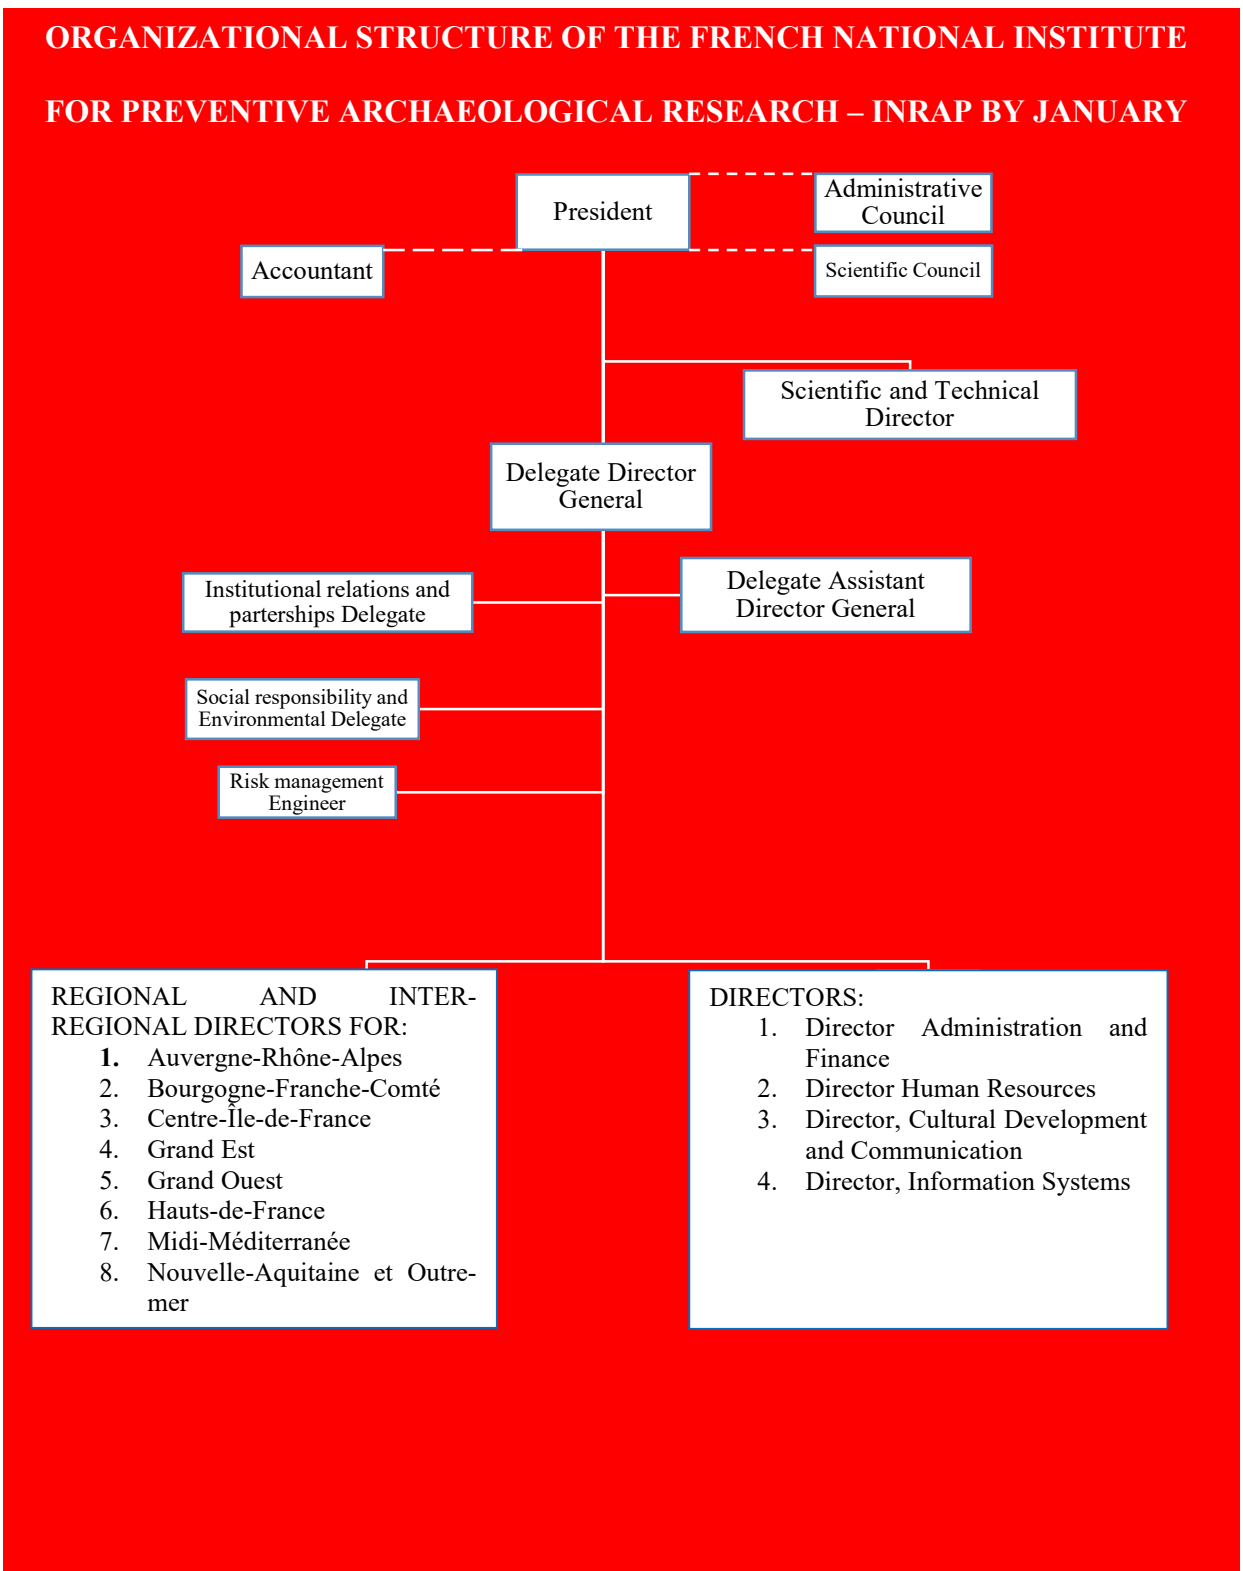 ORGANIZATIONAL STRUCTURE OF THE FRENCH NATIONAL INSTITUTE
FOR PREVENTIVE ARCHAEOLOGICAL RESEARCH – INRAP BY JANUARY
President
Administrative
Council
Accountant
Scientific Council
Scientific and Technical
Director
Delegate Director
General
Institutional relations and
parterships Delegate
Delegate Assistant
Director General
Social responsibility and
Environmental Delegate
Risk management
Engineer
REGIONAL AND INTER-
REGIONAL DIRECTORS FOR:
1. Auvergne-Rhône-Alpes
2. Bourgogne-Franche-Comté
3. Centre-Île-de-France
4. Grand Est
5. Grand Ouest
6. Hauts-de-France
7. Midi-Méditerranée
8. Nouvelle-Aquitaine et Outre-
mer
DIRECTORS:
1. Director Administration and
Finance
2. Director Human Resources
3. Director, Cultural Development
and Communication
4. Director, Information Systems